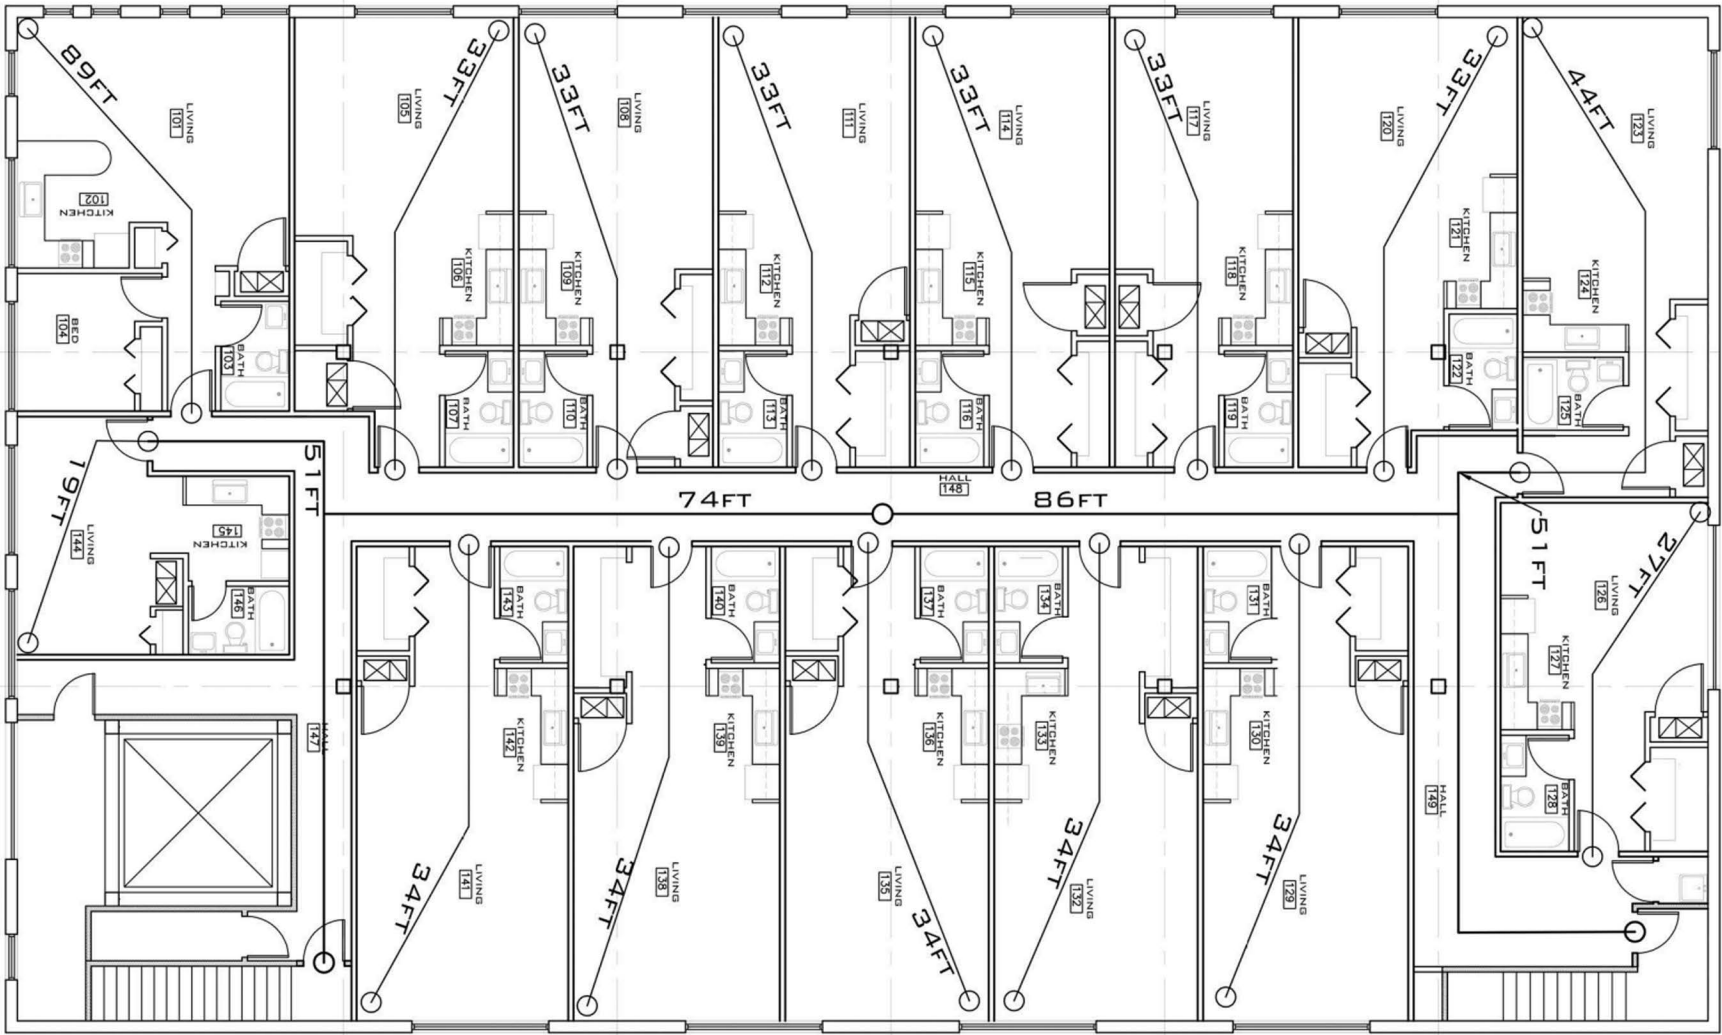 89FT
LIVING
101
KITCHEN
102
BATH
103
BED
104
33FT
LIVING
105
KITCHEN
106
BATH
107
33FT
LIVING
108
KITCHEN
109
BATH
110
33FT
LIVING
111
KITCHEN
112
BATH
113
33FT
LIVING
114
KITCHEN
115
BATH
116
33FT
LIVING
117
KITCHEN
118
BATH
119
33FT
LIVING
120
KITCHEN
121
BATH
122
44FT
LIVING
123
KITCHEN
124
BATH
125
19FT
51FT
LIVING
144
KITCHEN
145
BATH
146
74FT
HALL
148
86FT
51FT
27FT
LIVING
126
KITCHEN
127
BATH
128
HALL
147
BATH
143
KITCHEN
142
LIVING
141
34FT
BATH
140
KITCHEN
139
LIVING
138
34FT
BATH
137
KITCHEN
136
LIVING
135
34FT
BATH
134
KITCHEN
133
LIVING
132
34FT
BATH
131
KITCHEN
130
LIVING
129
34FT
HALL
149